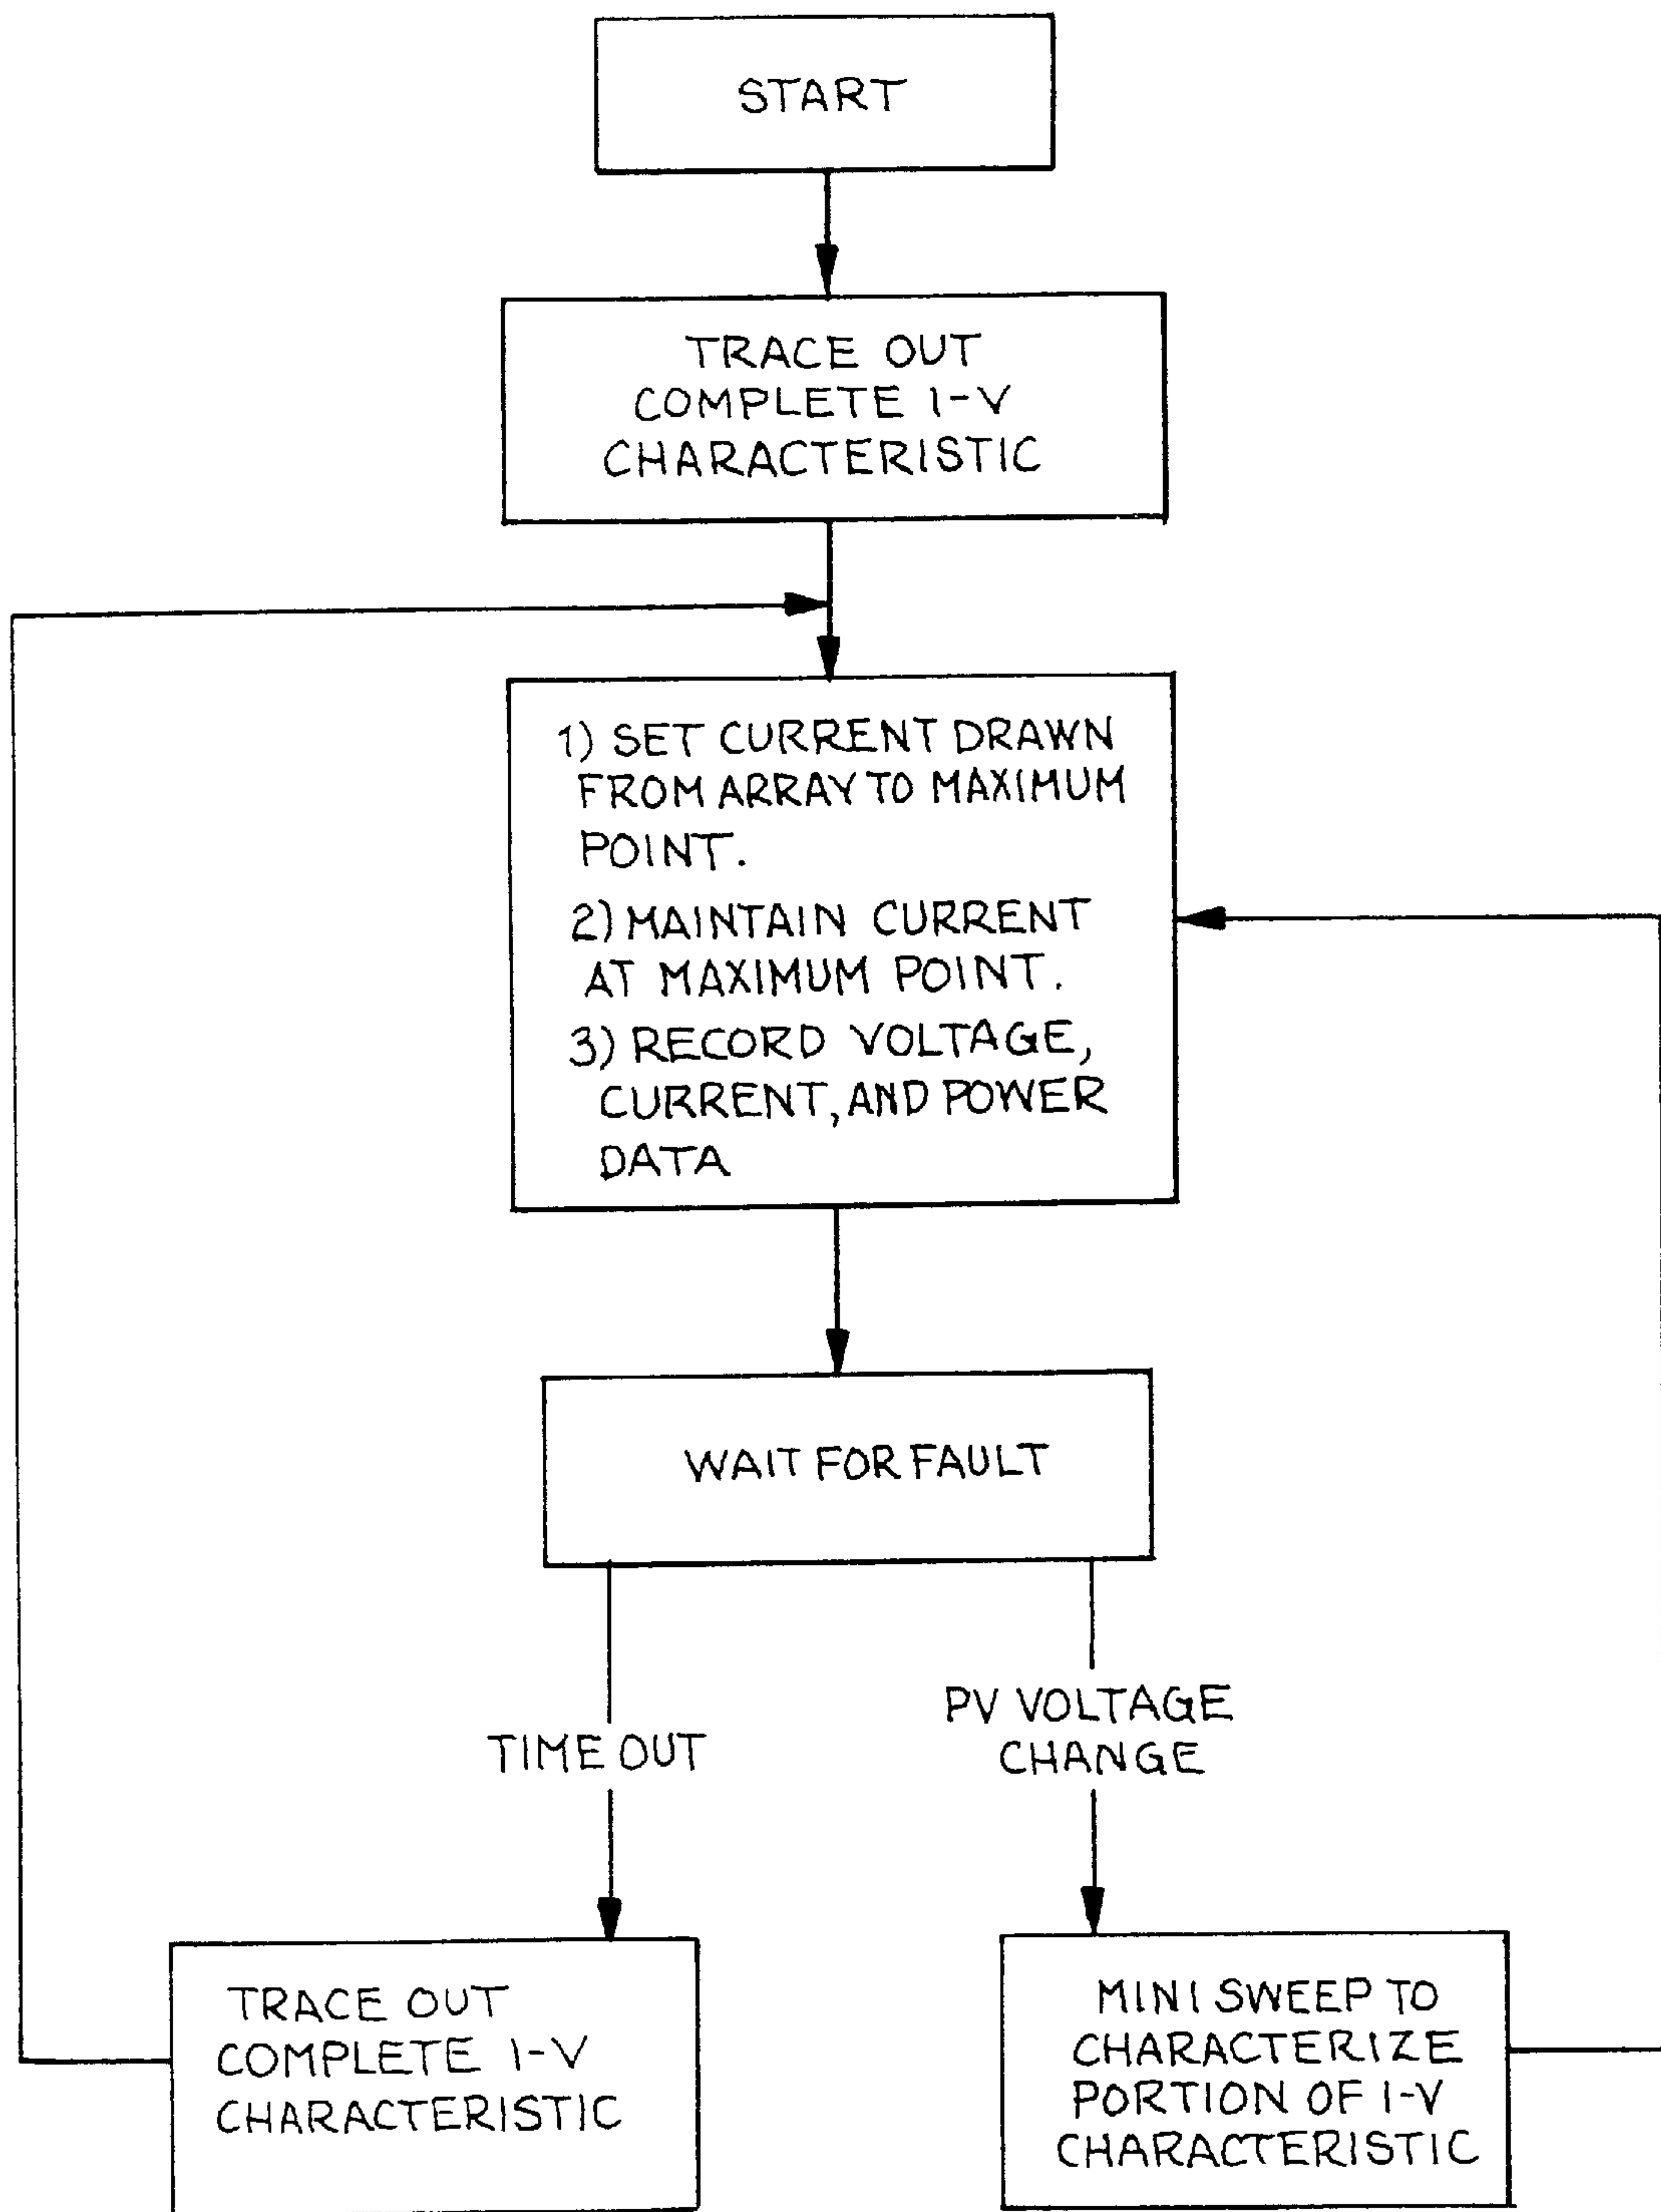 START
TRACE OUT
COMPLETE I-V
CHARACTERISTIC
1) SET CURRENT DRAWN
FROM ARRAY TO MAXIMUM
POINT.
2) MAINTAIN CURRENT
AT MAXIMUM POINT.
3) RECORD VOLTAGE,
CURRENT, AND POWER
DATA
WAIT FOR FAULT
TIME OUT
PV VOLTAGE
CHANGE
TRACE OUT
COMPLETE I-V
CHARACTERISTIC
MINI SWEEP TO
CHARACTERIZE
PORTION OF I-V
CHARACTERISTIC